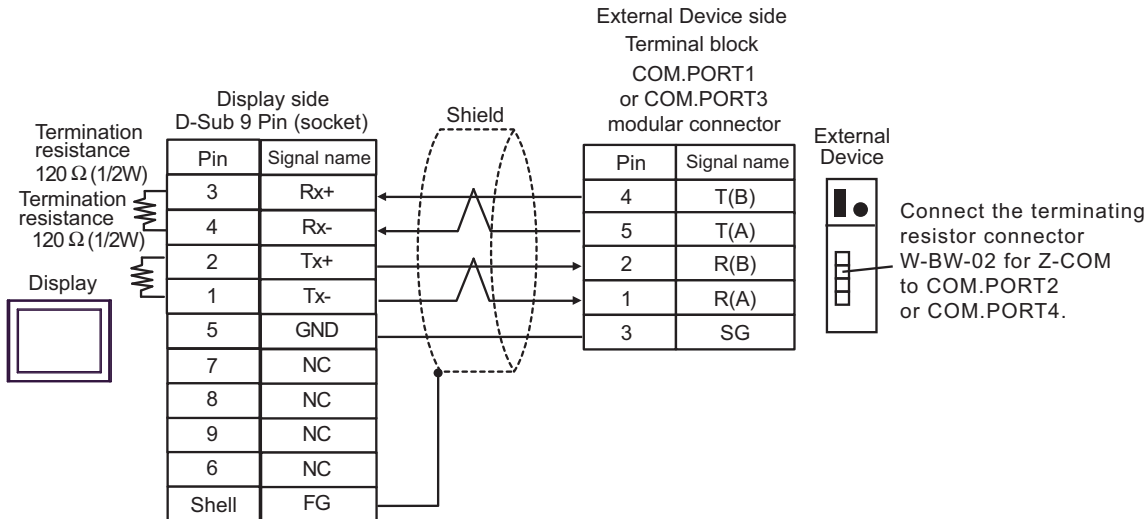 External Device side
Terminal block
COM.PORT1
or COM.PORT3
modular connector
Display side
D-Sub 9 Pin (socket)
Shield
External
Device
Termination
resistance
120 Ω (1/2W)
Termination
resistance
120 Ω (1/2W)
Display
Pin Signal name
3 Rx+
4 Rx-
2 Tx+
1 Tx-
5 GND
7 NC
8 NC
9 NC
6 NC
Shell FG
Pin Signal name
4 T(B)
5 T(A)
2 R(B)
1 R(A)
3 SG
Connect the terminating
resistor connector
W-BW-02 for Z-COM
to COM.PORT2
or COM.PORT4.